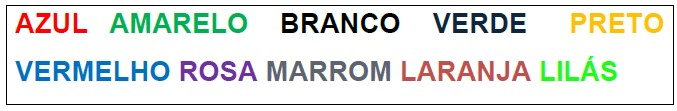 AZUL AMARELO BRANCO VERDE PRETO
VERMELHO ROSA MARROM LARANJA LILÁS